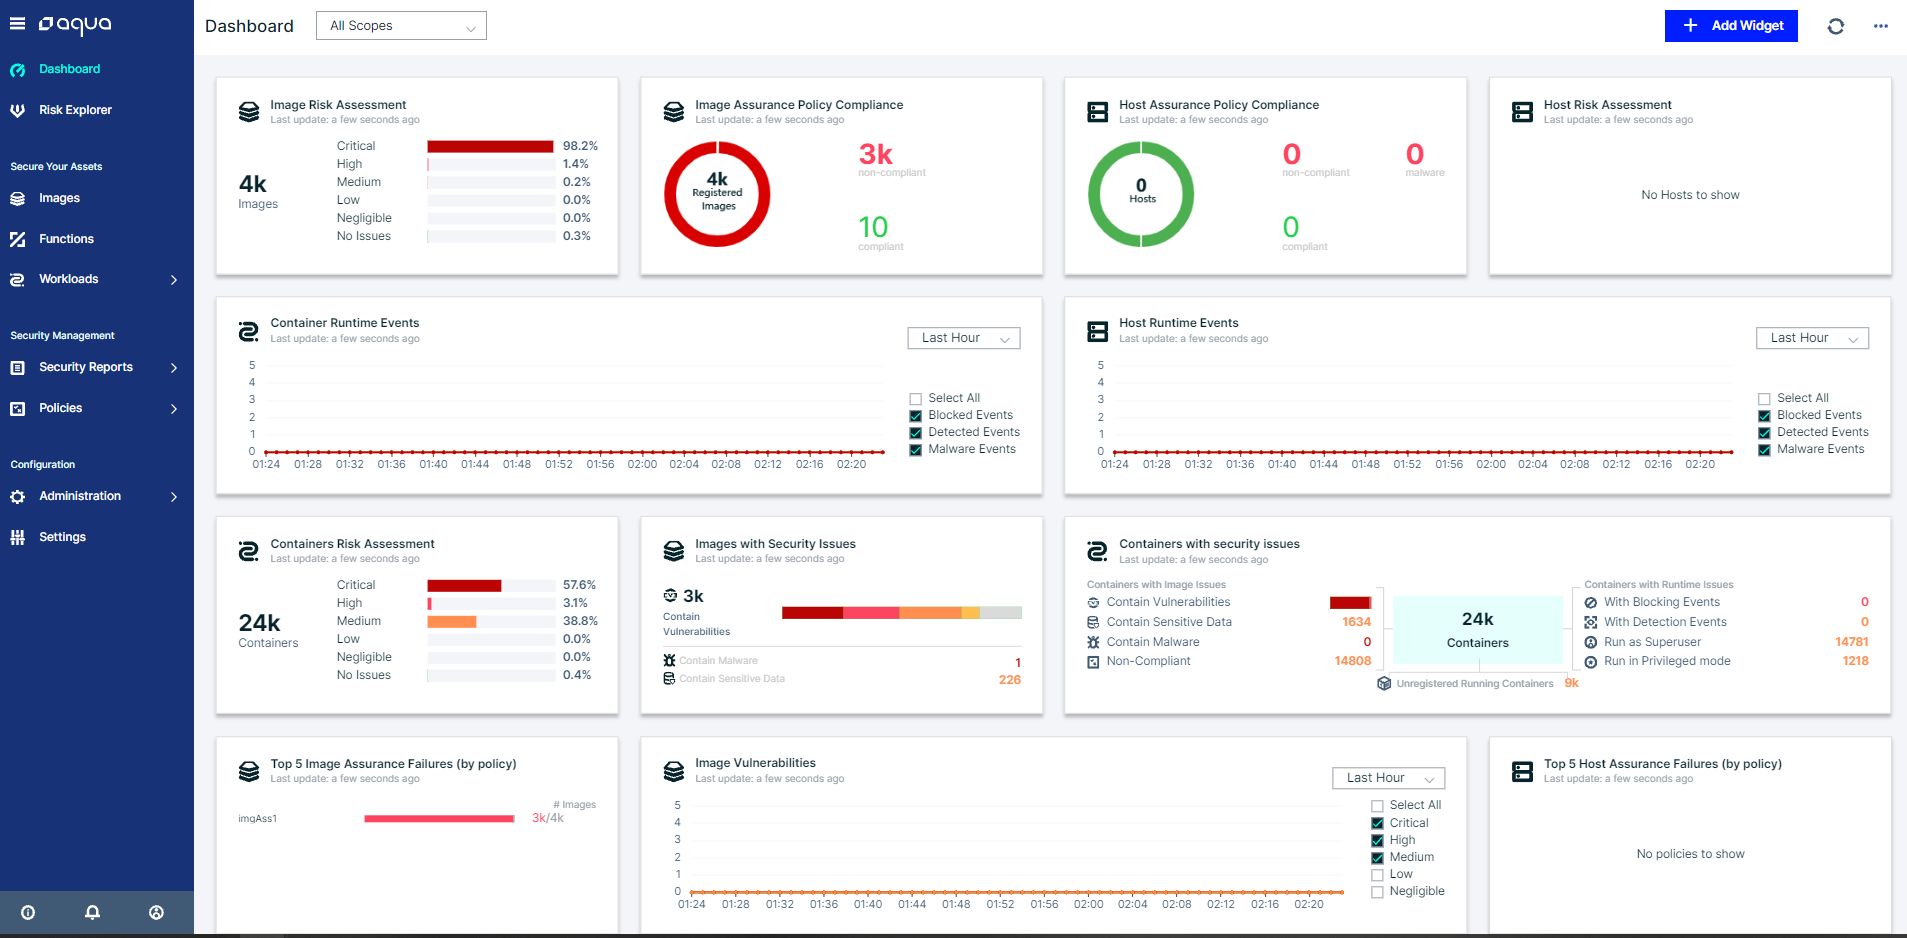 aqua
Dashboard
Risk Explorer
Secure Your Assets
Images
Functions
Workloads
Security Management
Security Reports
Policies
Configuration
Administration
Settings
Dashboard
All Scopes
+ Add Widget
Image Risk Assessment
Last update: a few seconds ago
4k
Images
Critical 98.2%
High 1.4%
Medium 0.2%
Low 0.0%
Negligible 0.0%
No Issues 0.3%
Image Assurance Policy Compliance
Last update: a few seconds ago
4k
Registered
Images
3k
non-compliant
10
compliant
Host Assurance Policy Compliance
Last update: a few seconds ago
0
Hosts
0
non-compliant
0
malware
0
compliant
Host Risk Assessment
Last update: a few seconds ago
No Hosts to show
Container Runtime Events
Last update: a few seconds ago
Last Hour
5
4
3
2
1
0
01:24 01:28 01:32 01:36 01:40 01:44 01:48 01:52 01:56 02:00 02:04 02:08 02:12 02:16 02:20
Select All
Blocked Events
Detected Events
Malware Events
Host Runtime Events
Last update: a few seconds ago
Last Hour
5
4
3
2
1
0
01:24 01:28 01:32 01:36 01:40 01:44 01:48 01:52 01:56 02:00 02:04 02:08 02:12 02:16 02:20
Select All
Blocked Events
Detected Events
Malware Events
Containers Risk Assessment
Last update: a few seconds ago
24k
Containers
Critical 57.6%
High 3.1%
Medium 38.8%
Low 0.0%
Negligible 0.0%
No Issues 0.4%
Images with Security Issues
Last update: a few seconds ago
3k
Contain
Vulnerabilities
Contain Malware 1
Contain Sensitive Data 226
Containers with security issues
Last update: a few seconds ago
Containers with Image Issues
Contain Vulnerabilities
Contain Sensitive Data 1634
Contain Malware 0
Non-Compliant 14808
24k
Containers
Containers with Runtime Issues
With Blocking Events 0
With Detection Events 0
Run as Superuser 14781
Run in Privileged mode 1218
Unregistered Running Containers 9k
Top 5 Image Assurance Failures (by policy)
Last update: a few seconds ago
# Images
imgAss1 3k/4k
Image Vulnerabilities
Last update: a few seconds ago
Last Hour
5
4
3
2
1
0
01:24 01:28 01:32 01:36 01:40 01:44 01:48 01:52 01:56 02:00 02:04 02:08 02:12 02:16 02:20
Select All
Critical
High
Medium
Low
Negligible
Top 5 Host Assurance Failures (by policy)
Last update: a few seconds ago
No policies to show